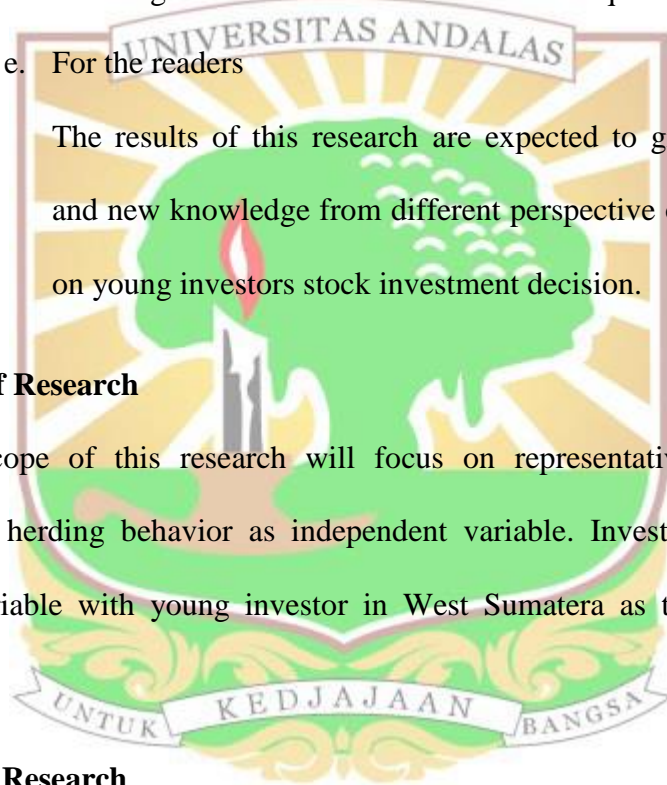 UNIVERSITAS ANDALAS
e. For the readers
The results of this research are expected to g
and new knowledge from different perspective
on young investors stock investment decision.
f Research
cope of this research will focus on representativ
herding behavior as independent variable. Invest
riable with young investor in West Sumatera as t
UNTUK KEDJAJAAN BANGSA
Research